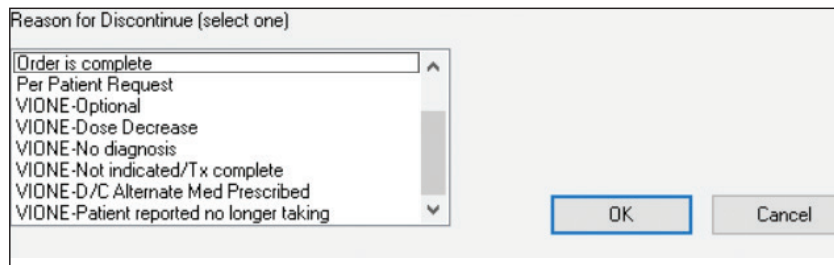 Reason for Discontinue (select one)
Order is complete
Per Patient Request
VIONE-Optional
VIONE-Dose Decrease
VIONE-No diagnosis
VIONE-Not indicated/Tx complete
VIONE-D/C Alternate Med Prescribed
VIONE-Patient reported no longer taking
OK
Cancel